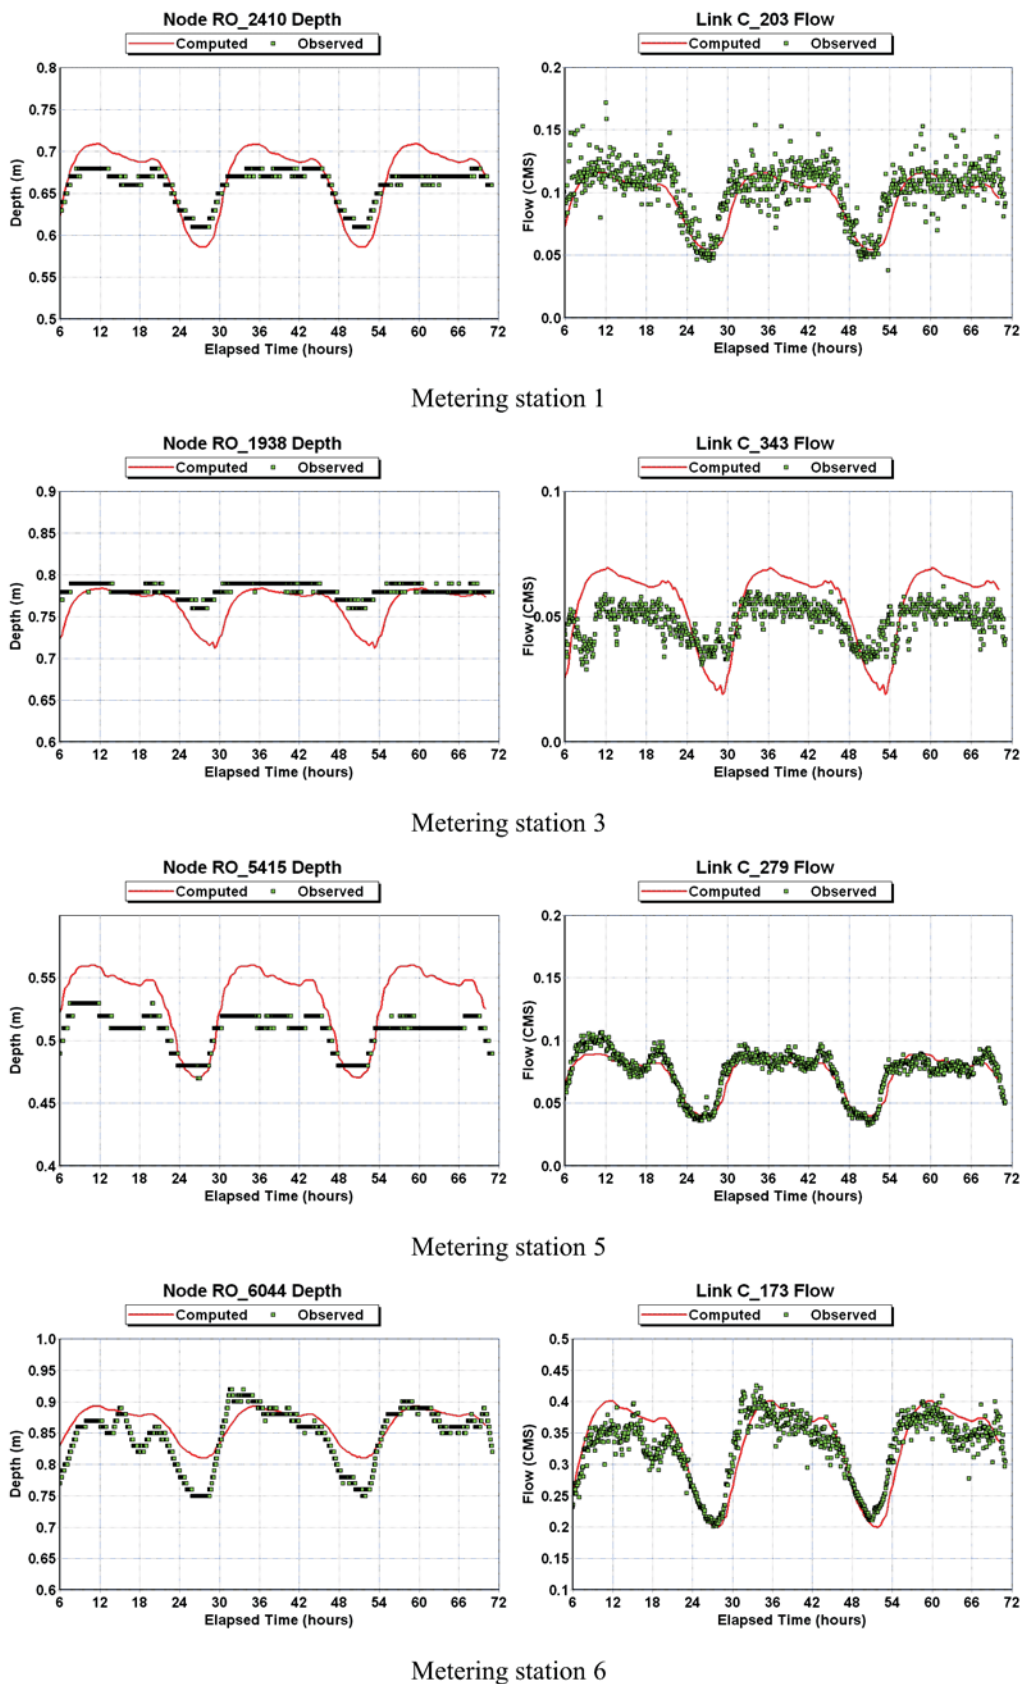 Node RO_2410 Depth
Computed Observed
Depth (m)
0.8
0.75
0.7
0.65
0.6
0.55
0.5
6 12 18 24 30 36 42 48 54 60 66 72
Elapsed Time (hours)
Link C_203 Flow
Computed Observed
Flow (CMS)
0.2
0.15
0.1
0.05
0.0
6 12 18 24 30 36 42 48 54 60 66 72
Elapsed Time (hours)
Metering station 1
Node RO_1938 Depth
Computed Observed
Depth (m)
0.9
0.85
0.8
0.75
0.7
0.65
0.6
6 12 18 24 30 36 42 48 54 60 66 72
Elapsed Time (hours)
Link C_343 Flow
Computed Observed
Flow (CMS)
0.1
0.05
0.0
6 12 18 24 30 36 42 48 54 60 66 72
Elapsed Time (hours)
Metering station 3
Node RO_5415 Depth
Computed Observed
Depth (m)
0.55
0.5
0.45
0.4
6 12 18 24 30 36 42 48 54 60 66 72
Elapsed Time (hours)
Link C_279 Flow
Computed Observed
Flow (CMS)
0.2
0.15
0.1
0.05
0.0
6 12 18 24 30 36 42 48 54 60 66 72
Elapsed Time (hours)
Metering station 5
Node RO_6044 Depth
Computed Observed
Depth (m)
1.0
0.95
0.9
0.85
0.8
0.75
0.7
0.65
0.6
6 12 18 24 30 36 42 48 54 60 66 72
Elapsed Time (hours)
Link C_173 Flow
Computed Observed
Flow (CMS)
0.5
0.45
0.4
0.35
0.3
0.25
0.2
0.15
0.1
6 12 18 24 30 36 42 48 54 60 66 72
Elapsed Time (hours)
Metering station 6